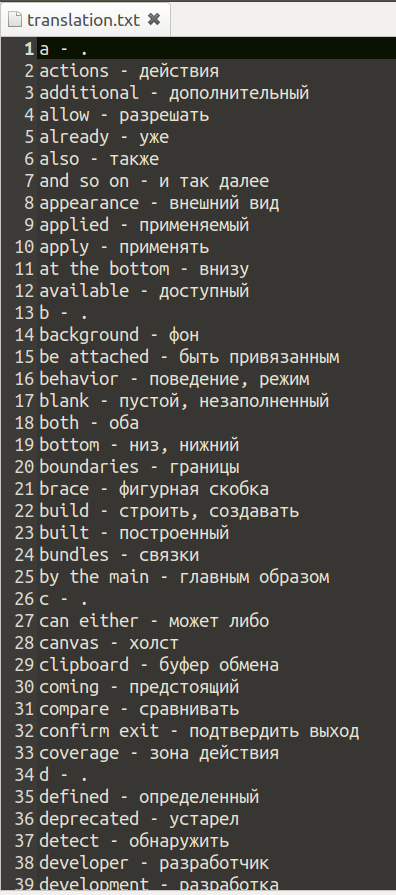 translation.txt
1 a - .
2 actions - действия
3 additional - дополнительный
4 allow - разрешать
5 already - уже
6 also - также
7 and so on - и так далее
8 appearance - внешний вид
9 applied - применяемый
10 apply - применять
11 at the bottom - внизу
12 available - доступный
13 b - .
14 background - фон
15 be attached - быть привязанным
16 behavior - поведение, режим
17 blank - пустой, незаполненный
18 both - оба
19 bottom - низ, нижний
20 boundaries - границы
21 brace - фигурная скобка
22 build - строить, создавать
23 built - построенный
24 bundles - связки
25 by the main - главным образом
26 c - .
27 can either - может либо
28 canvas - холст
29 clipboard - буфер обмена
30 coming - предстоящий
31 compare - сравнивать
32 confirm exit - подтвердить выход
33 coverage - зона действия
34 d - .
35 defined - определенный
36 deprecated - устарел
37 detect - обнаружить
38 developer - разработчик
39 development - разработка